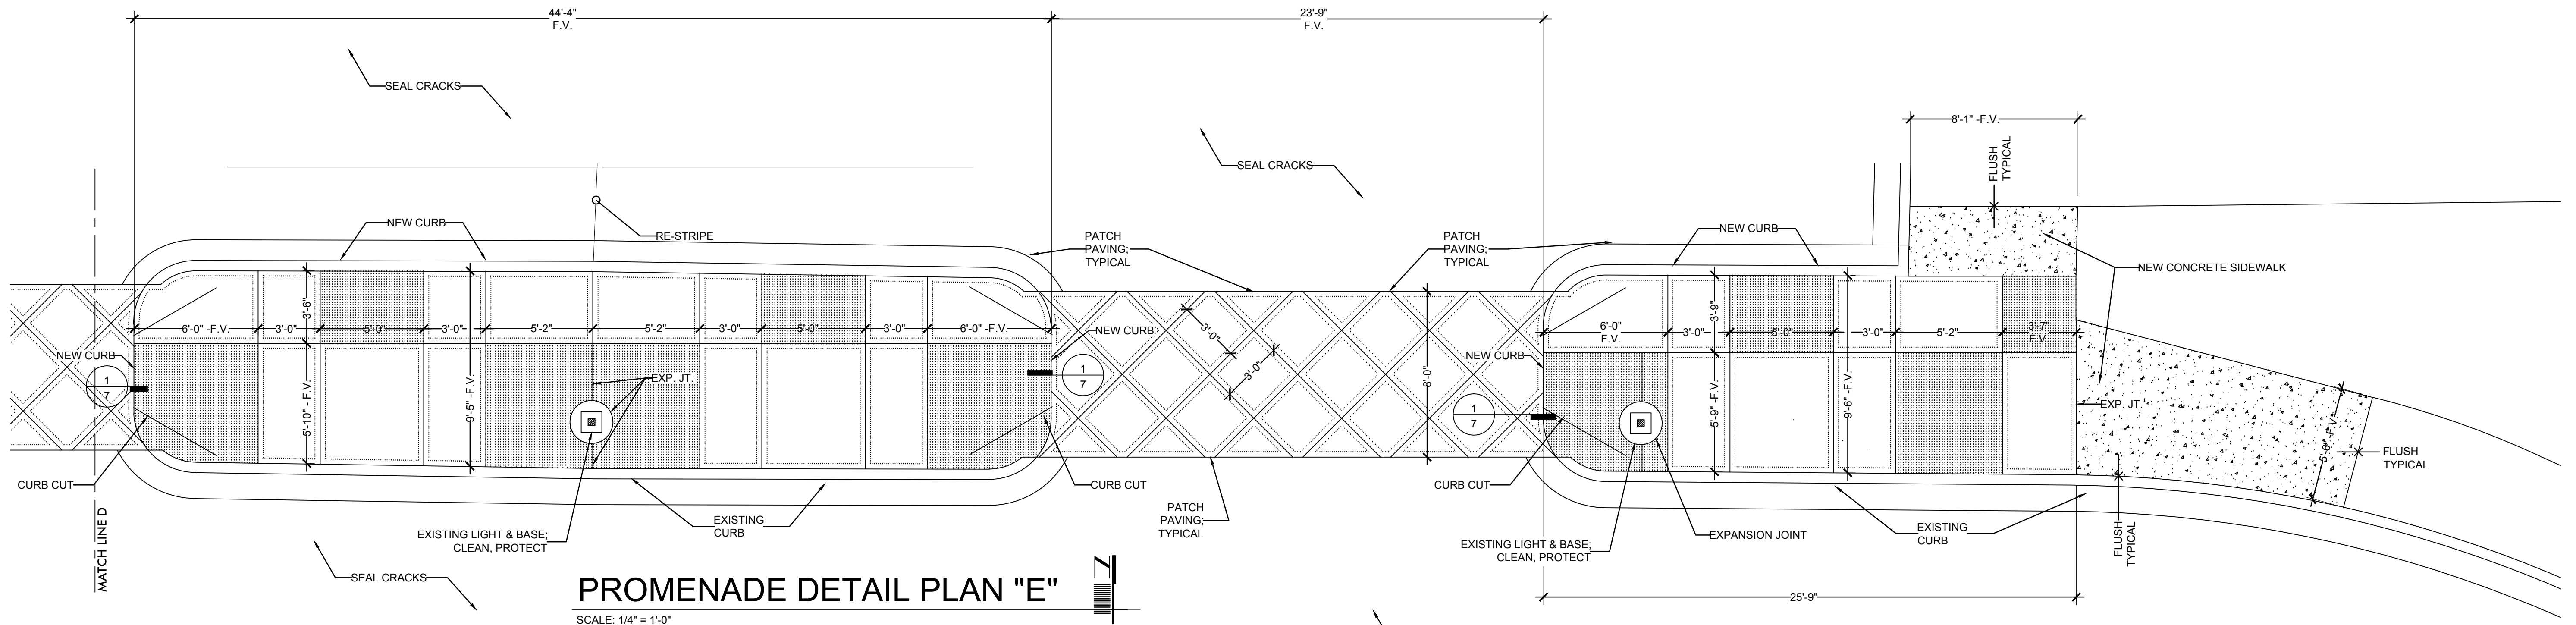 44'-4"
F.V.
23'-9"
F.V.
SEAL CRACKS
8'-1" -F.V.
FLUSH
TYPICAL
SEAL CRACKS
NEW CURB
RE-STRIPE
PATCH
PAVING;
TYPICAL
PATCH
PAVING;
TYPICAL
NEW CURB
NEW CONCRETE SIDEWALK
3'-6"
6'-0" -F.V.
3'-0"
5'-0"
3'-0"
5'-2"
5'-2"
3'-0"
5'-0"
3'-0"
6'-0" -F.V.
NEW CURB
3'-0"
3'-0"
8'-0"
3'-9"
6'-0"
F.V.
3'-0"
5'-0"
3'-0"
5'-2"
3'-7"
F.V.
NEW CURB
1
7
5'-10" - F.V.
9'-5" -F.V.
EXP. JT.
1
7
NEW CURB
1
7
5'-9" -F.V.
9'-6" -F.V.
EXP. JT.
5'-0" -F.V.
FLUSH
TYPICAL
CURB CUT
CURB CUT
CURB CUT
MATCH LINE D
EXISTING LIGHT & BASE;
CLEAN, PROTECT
EXISTING
CURB
PATCH
PAVING;
TYPICAL
EXISTING LIGHT & BASE;
CLEAN, PROTECT
EXPANSION JOINT
EXISTING
CURB
FLUSH
TYPICAL
SEAL CRACKS
PROMENADE DETAIL PLAN "E"
SCALE: 1/4" = 1'-0"
N
25'-9"